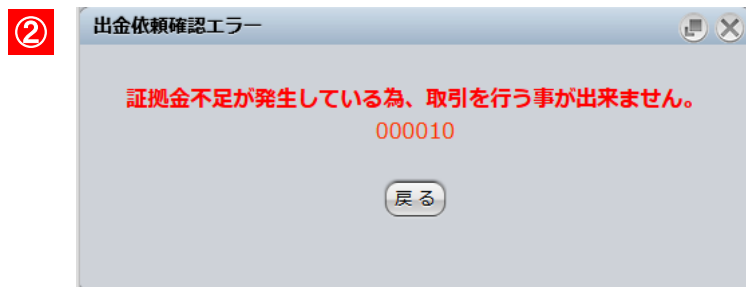 ②
出金依頼確認エラー
証拠金不足が発生している為、取引を行う事が出来ません。
000010
戻る